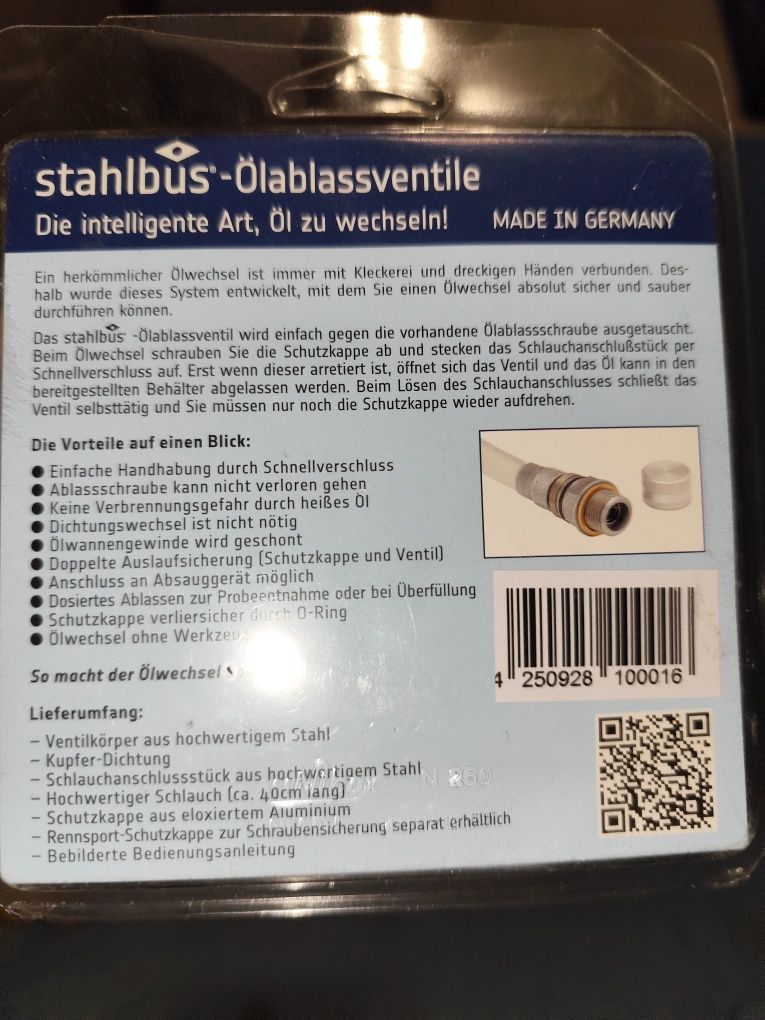 stahlbus®-Ölablassventile
Die intelligente Art, Öl zu wechseln! MADE IN GERMANY
Ein herkömmlicher Ölwechsel ist immer mit Kleckerei und dreckigen Händen verbunden. Des-
halb wurde dieses System entwickelt, mit dem Sie einen Ölwechsel absolut sicher und sauber
durchführen können.
Das stahlbus -Ölablassventil wird einfach gegen die vorhandene Ölablassschraube ausgetauscht.
Beim Ölwechsel schrauben Sie die Schutzkappe ab und stecken das Schlauchanschlußstück per
Schnellverschluss auf. Erst wenn dieser arretiert ist, öffnet sich das Ventil und das Öl kann in den
bereitgestellten Behälter abgelassen werden. Beim Lösen des Schlauchanschlusses schließt das
Ventil selbsttätig und Sie müssen nur noch die Schutzkappe wieder aufdrehen.
Die Vorteile auf einen Blick:
● Einfache Handhabung durch Schnellverschluss
● Ablassschraube kann nicht verloren gehen
● Keine Verbrennungsgefahr durch heißes Öl
● Dichtungswechsel ist nicht nötig
● Ölwannengewinde wird geschont
● Doppelte Auslaufsicherung (Schutzkappe und Ventil)
● Anschluss an Absauggerät möglich
● Dosiertes Ablassen zur Probeentnahme oder bei Überfüllung
● Schutzkappe verliersicher durch O-Ring
● Ölwechsel ohne
So macht der Ölwechsel
4 250928 100016
Lieferumfang:
– Ventilkörper aus hochwertigem Stahl
– Kupfer-Dichtung
– Schlauchanschlussstück aus hochwertigem Stahl
– Hochwertiger Schlauch (ca. 40cm lang)
– Schutzkappe aus eloxiertem Aluminium
– Rennsport-Schutzkappe zur Schraubensicherung separat erhältlich
– Bebilderte Bedienungsanleitung
N 250